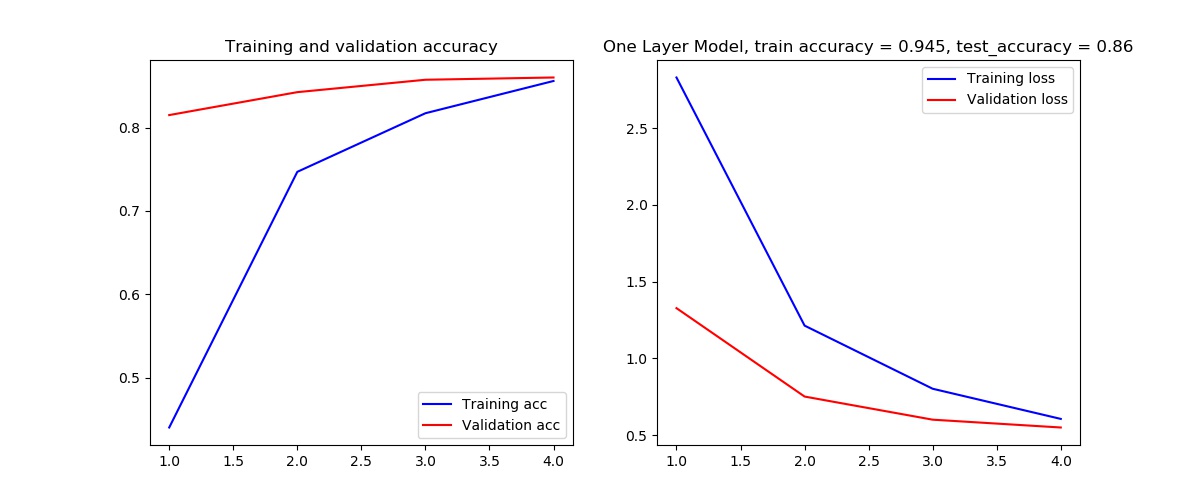 Training and validation accuracy
0.8
0.7
0.6
0.5
1.0 1.5 2.0 2.5 3.0 3.5 4.0
Training acc
Validation acc
One Layer Model, train accuracy = 0.945, test_accuracy = 0.86
Training loss
Validation loss
2.5
2.0
1.5
1.0
0.5
1.0 1.5 2.0 2.5 3.0 3.5 4.0